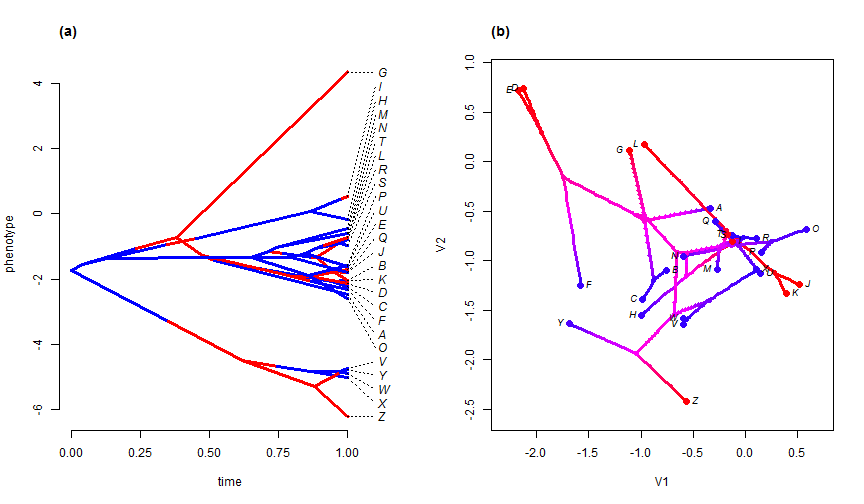 (a)
(b)
phenotype
4
2
0
-2
-4
-6
0.00
0.25
0.50
0.75
1.00
time
G
I
H
M
N
T
L
R
S
P
U
E
Q
J
B
K
D
C
F
A
O
V
Y
W
X
Z
V2
1.0
0.5
0.0
-0.5
-1.0
-1.5
-2.0
-2.5
-2.0
-1.5
-1.0
-0.5
0.0
0.5
V1
E
D
G
L
A
Q
O
R
N
B
M
F
C
H
J
K
Y
V
Z